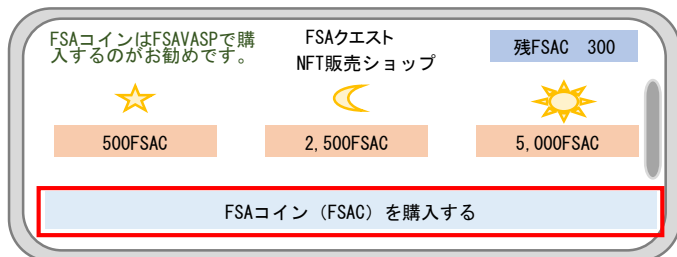 FSAコインはFSAVASPで購
入するのがお勧めです。
FSAクエスト
NFT販売ショップ
残FSAC 300
500FSAC
2,500FSAC
5,000FSAC
FSAコイン（FSAC）を購入する